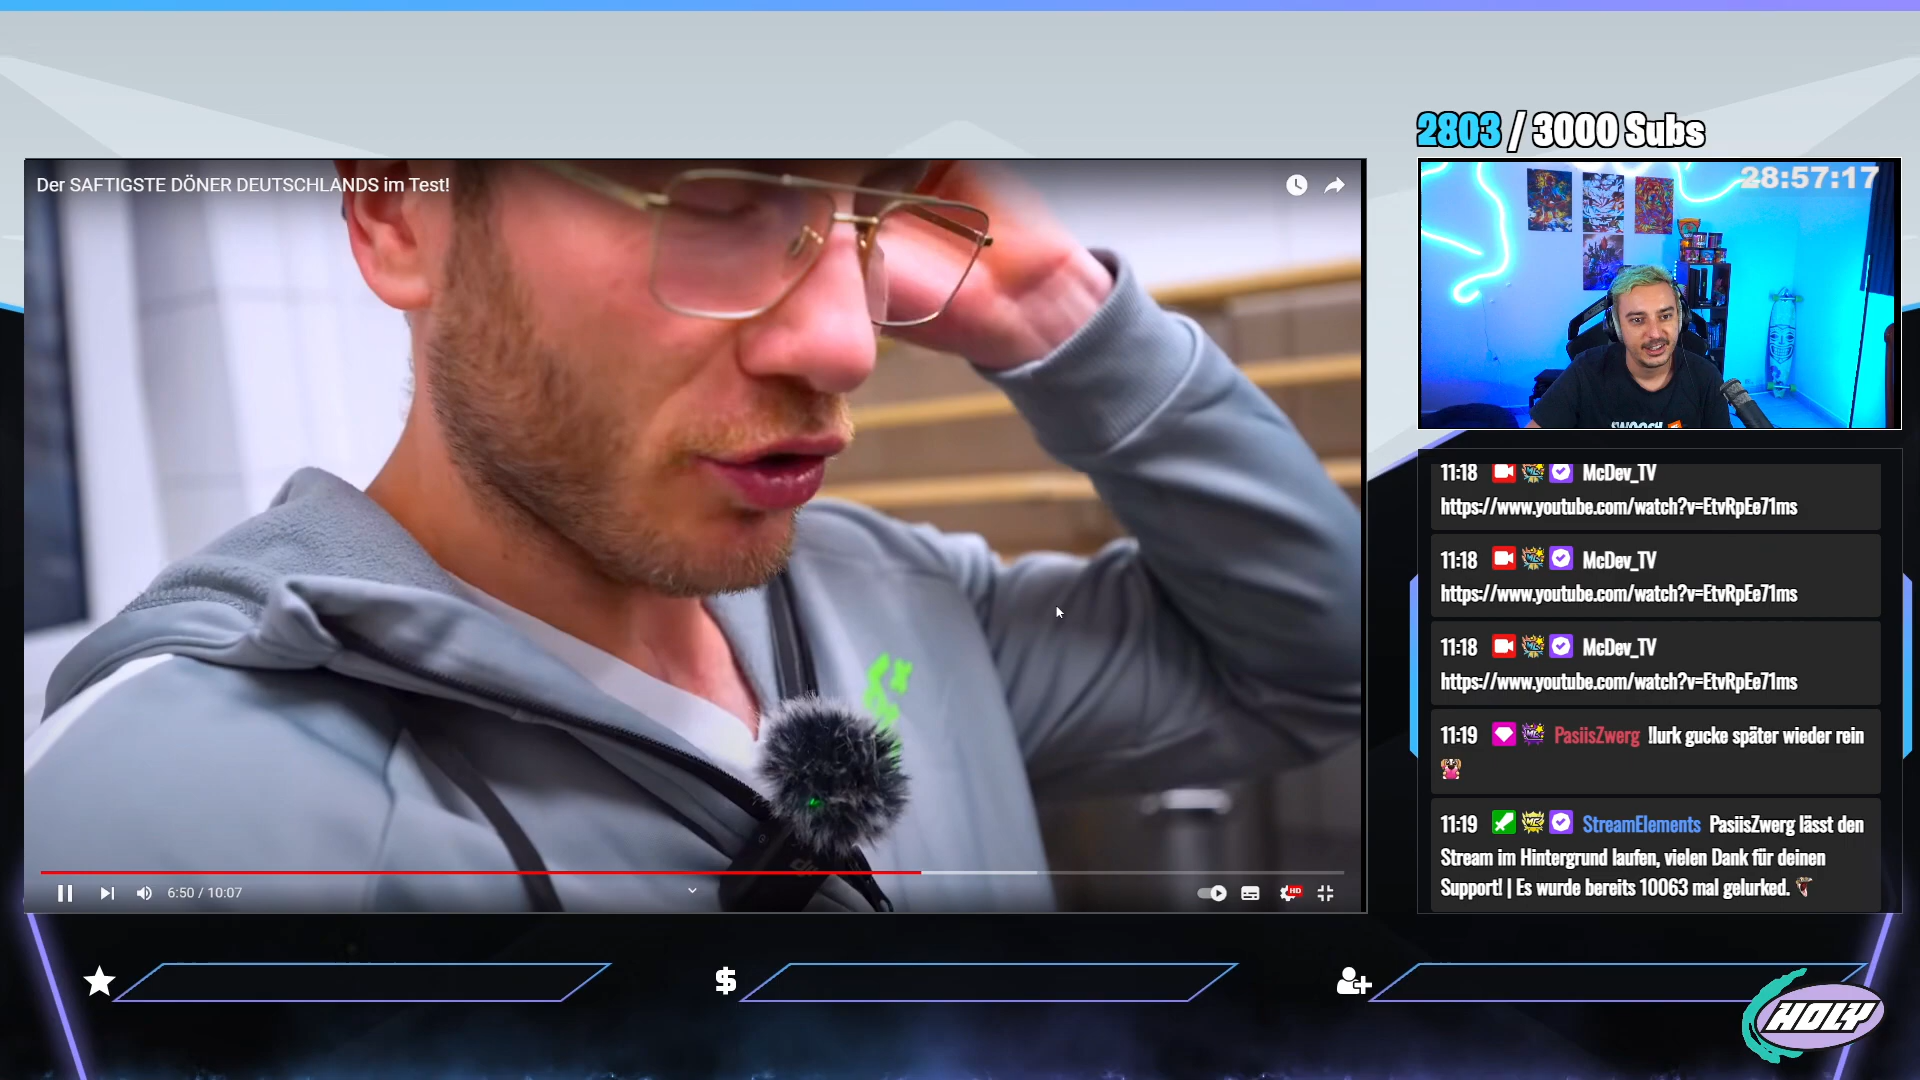 2803 / 3000 Subs
Der SAFTIGSTE DÖNER DEUTSCHLANDS im Test!
28:57:17
11:18 McDev_TV
https://www.youtube.com/watch?v=EtvRpEe71ms
11:18 McDev_TV
https://www.youtube.com/watch?v=EtvRpEe71ms
11:18 McDev_TV
https://www.youtube.com/watch?v=EtvRpEe71ms
11:19 PasiisZwerg !lurk gucke später wieder rein
11:19 StreamElements PasiisZwerg lässt den
Stream im Hintergrund laufen, vielen Dank für deinen
Support! | Es wurde bereits 10063 mal gelurked.
6:50 / 10:07
HD
$
HOLY